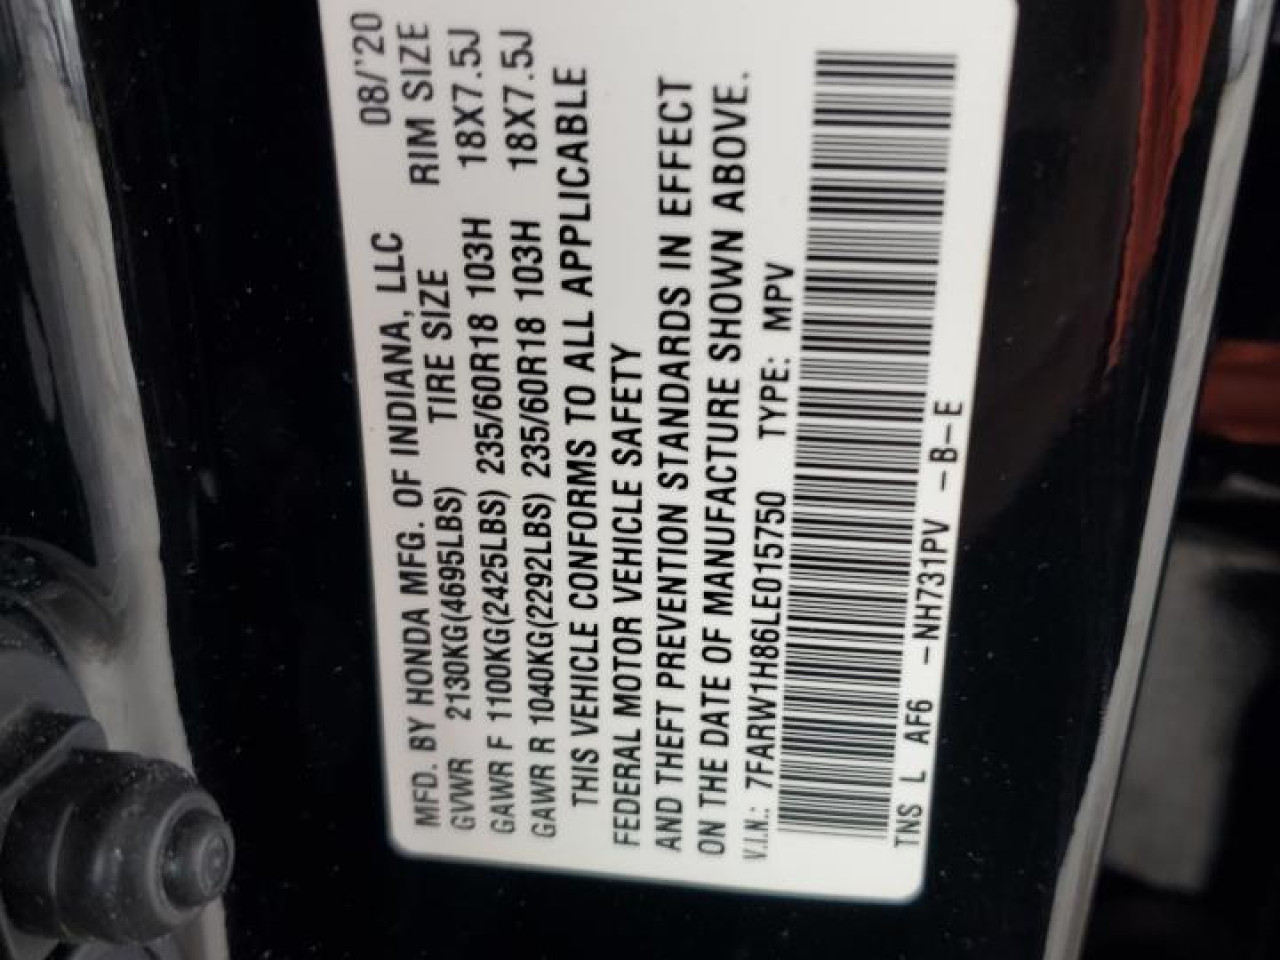 MFD. BY HONDA MFG. OF INDIANA, LLC 08/'20
TIRE SIZE RIM SIZE
GVWR 2130KG(4695LBS)
GAWR F 1100KG(2425LBS) 235/60R18 103H 18X7.5J
GAWR R 1040KG(2292LBS) 235/60R18 103H 18X7.5J
THIS VEHICLE CONFORMS TO ALL APPLICABLE
FEDERAL MOTOR VEHICLE SAFETY
AND THEFT PREVENTION STANDARDS IN EFFECT
ON THE DATE OF MANUFACTURE SHOWN ABOVE.
V.I.N.: 7FARW1H86LE015750 TYPE: MPV
TNS L AF6 -NH731PV -B-E